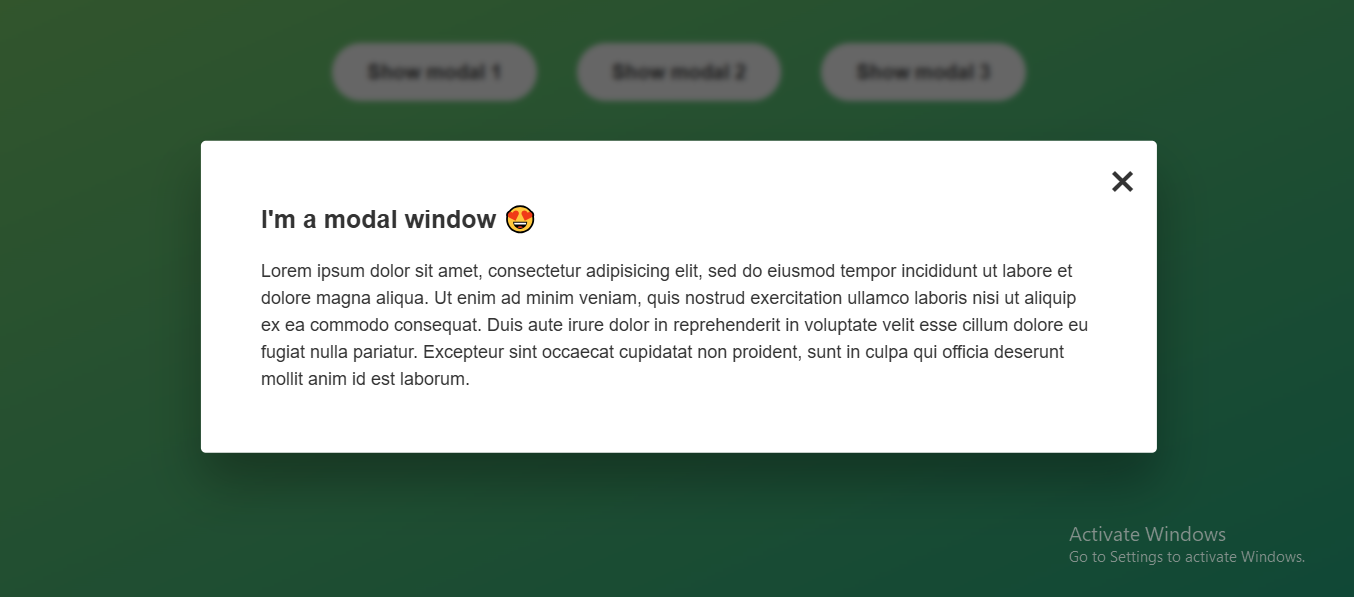 Show modal 1 Show modal 2 Show modal 3
×
I'm a modal window 😍
Lorem ipsum dolor sit amet, consectetur adipisicing elit, sed do eiusmod tempor incididunt ut labore et
dolore magna aliqua. Ut enim ad minim veniam, quis nostrud exercitation ullamco laboris nisi ut aliquip
ex ea commodo consequat. Duis aute irure dolor in reprehenderit in voluptate velit esse cillum dolore eu
fugiat nulla pariatur. Excepteur sint occaecat cupidatat non proident, sunt in culpa qui officia deserunt
mollit anim id est laborum.
Activate Windows
Go to Settings to activate Windows.